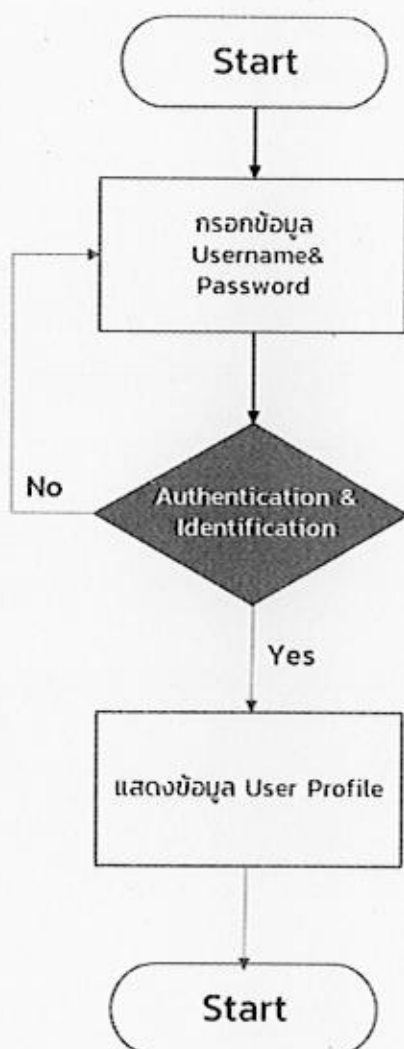 Start
กรอกข้อมูล
Username&
Password
No
Authentication &
Identification
Yes
แสดงข้อมูล User Profile
Start